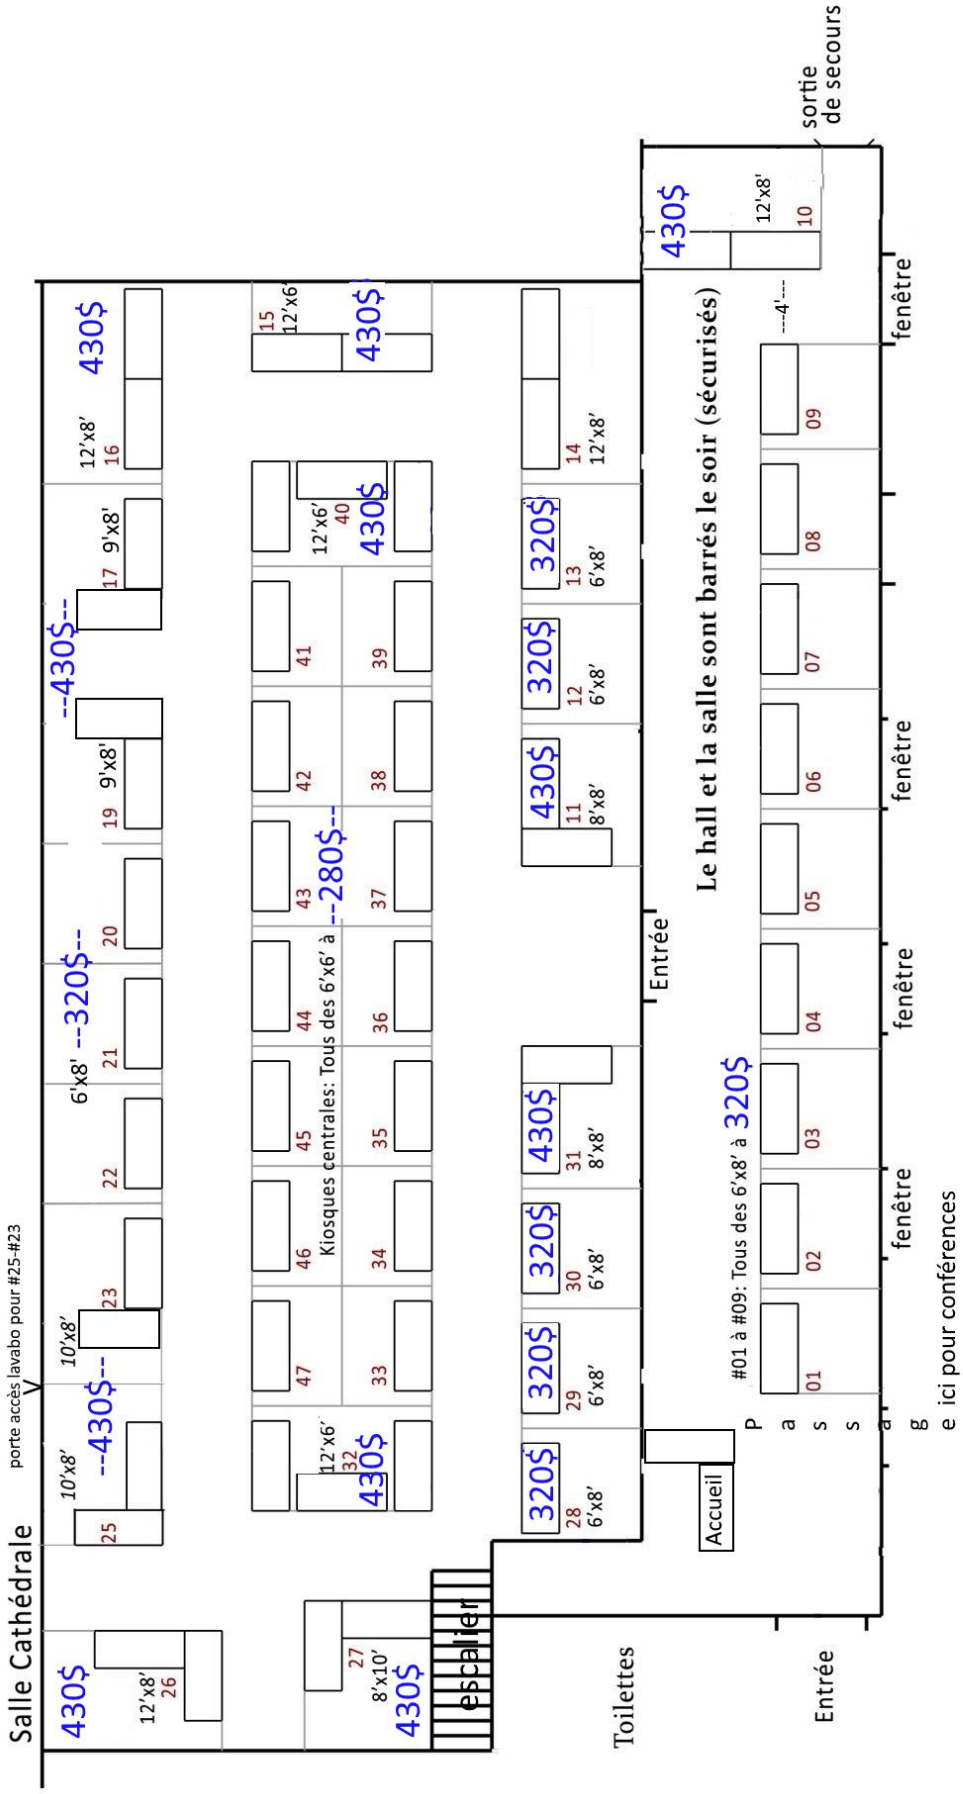 Salle Cathédrale
porte accès lavabo pour #25-#23
V
430$
12'x8'
26
10'x8'
25
--430$--
10'x8'
23
22
6'x8'
--320$--
21
20
19
9'x8'
--430$--
17
9'x8'
12'x8'
16
430$
27
8'x10'
430$
12'x6'
32
430$
47
46
45
44
43
42
41
Kiosques centrales: Tous des 6'x6' à
--280$--
33
34
35
36
37
38
39
12'x6'
40
430$
15
12'x6'
430$
escalier
320$
28
6'x8'
320$
29
6'x8'
320$
30
6'x8'
430$
31
8'x8'
430$
11
8'x8'
320$
12
6'x8'
320$
13
6'x8'
14
12'x8'
Toilettes
Entrée
Entrée
Accueil
Le hall et la salle sont barrés le soir (sécurisés)
#01 à #09: Tous des 6'x8' à 320$
01
02
03
04
05
06
07
08
09
---4'---
430$
12'x8'
10
sortie
de secours
fenêtre
fenêtre
fenêtre
fenêtre
P
a
s
s
a
g
e ici pour conférences